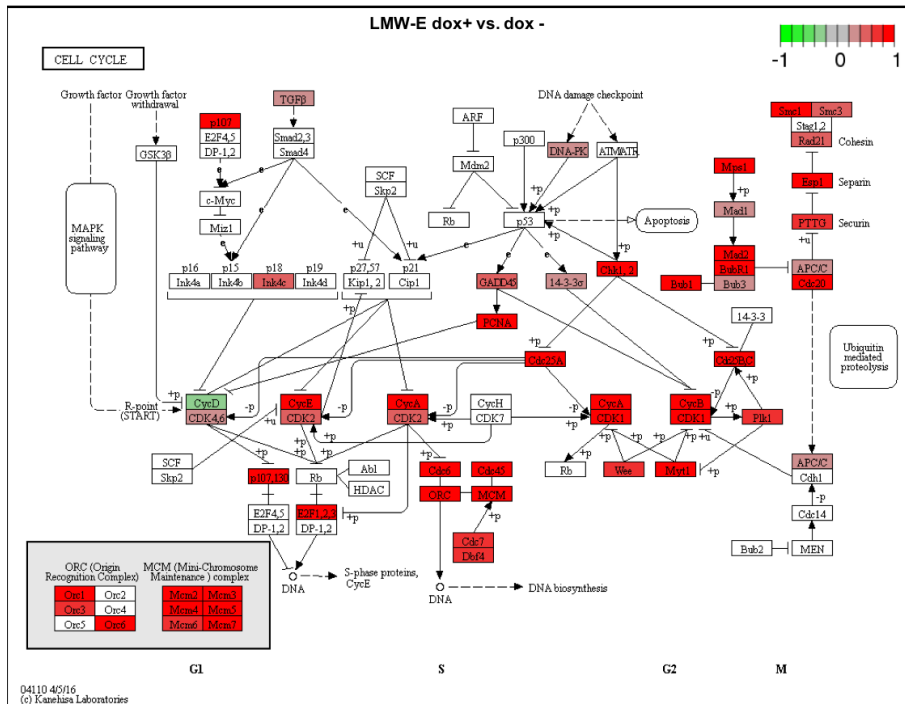 LMW-E dox+ vs. dox -
-1 0 1
CELL CYCLE
Growth factor
Growth factor
withdrawal
TGFβ
DNA damage checkpoint
Smc1 Smc3
p107
E2F4,5
DP-1,2
Smad2,3
Smad4
ARF
p300
DNA-PK
ATM/ATR
Stag1,2
Rad21
Cohesin
GSK3β
Mdm2
Mps1
Esp1
Separin
e
e
+p
+p
SCF
Skp2
c-Myc
Miz1
MAPK
signaling
pathway
Rb
p53
Apoptosis
Mad1
PTTG
Securin
e
e
e
+u
+u
e
e
e
+p
+p
+u
p16
Ink4a
p15
Ink4b
p18
Ink4c
p19
Ink4d
p27,57
Kip1, 2
p21
Cip1
GADD45
14-3-3σ
Chk1, 2
Mad2
BubR1
Bub3
Bub1
APC/C
Cdc20
+p
PCNA
14-3-3
+p
+p
Cdc25A
Cdc25B,C
Ubiquitin
mediated
proteolysis
R-point
(START)
+p
CycD
CDK4,6
-p
+u
CycE
CDK2
-p
CycA
CDK2
-p
+p
CycH
CDK7
-p
+p
CycA
CDK1
CycB
CDK1
-p
+p
+p
+u
Plk1
SCF
Skp2
+p
+p
+p
+p
+p
+p
+p
+p
+p
p107,130
Rb
Abl
HDAC
Cdc6
Cdc45
ORC
MCM
Rb
Wee
Myt1
APC/C
Cdh1
-p
E2F4,5
DP-1,2
E2F1,2,3
DP-1,2
+p
+p
Cdc7
Dbf4
Cdc14
Bub2
MEN
DNA
S-phase proteins,
CycE
DNA
DNA biosynthesis
ORC (Origin
Recognition Complex)
MCM (Mini-Chromosome
Maintenance ) complex
Orc1 Orc2 Mcm2 Mcm3
Orc3 Orc4 Mcm4 Mcm5
Orc5 Orc6 Mcm6 Mcm7
G1 S G2 M
04110 4/5/16
(c) Kanehisa Laboratories